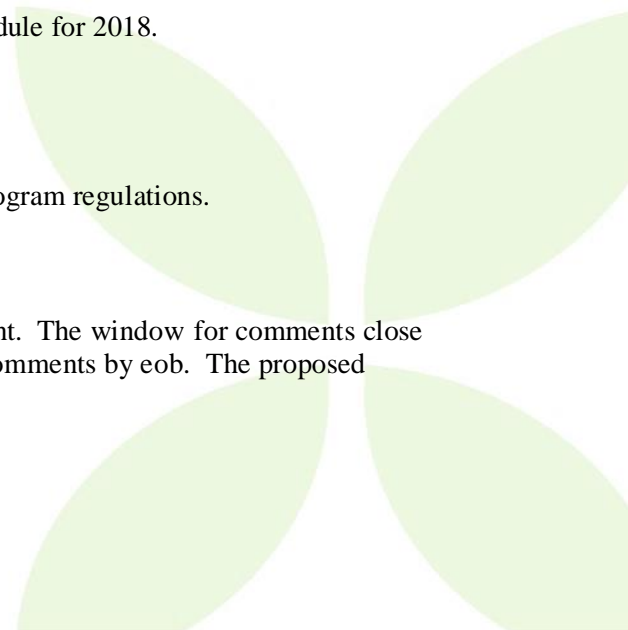 dule for 2018.
ogram regulations.
nt.  The window for comments close
omments by eob.  The proposed